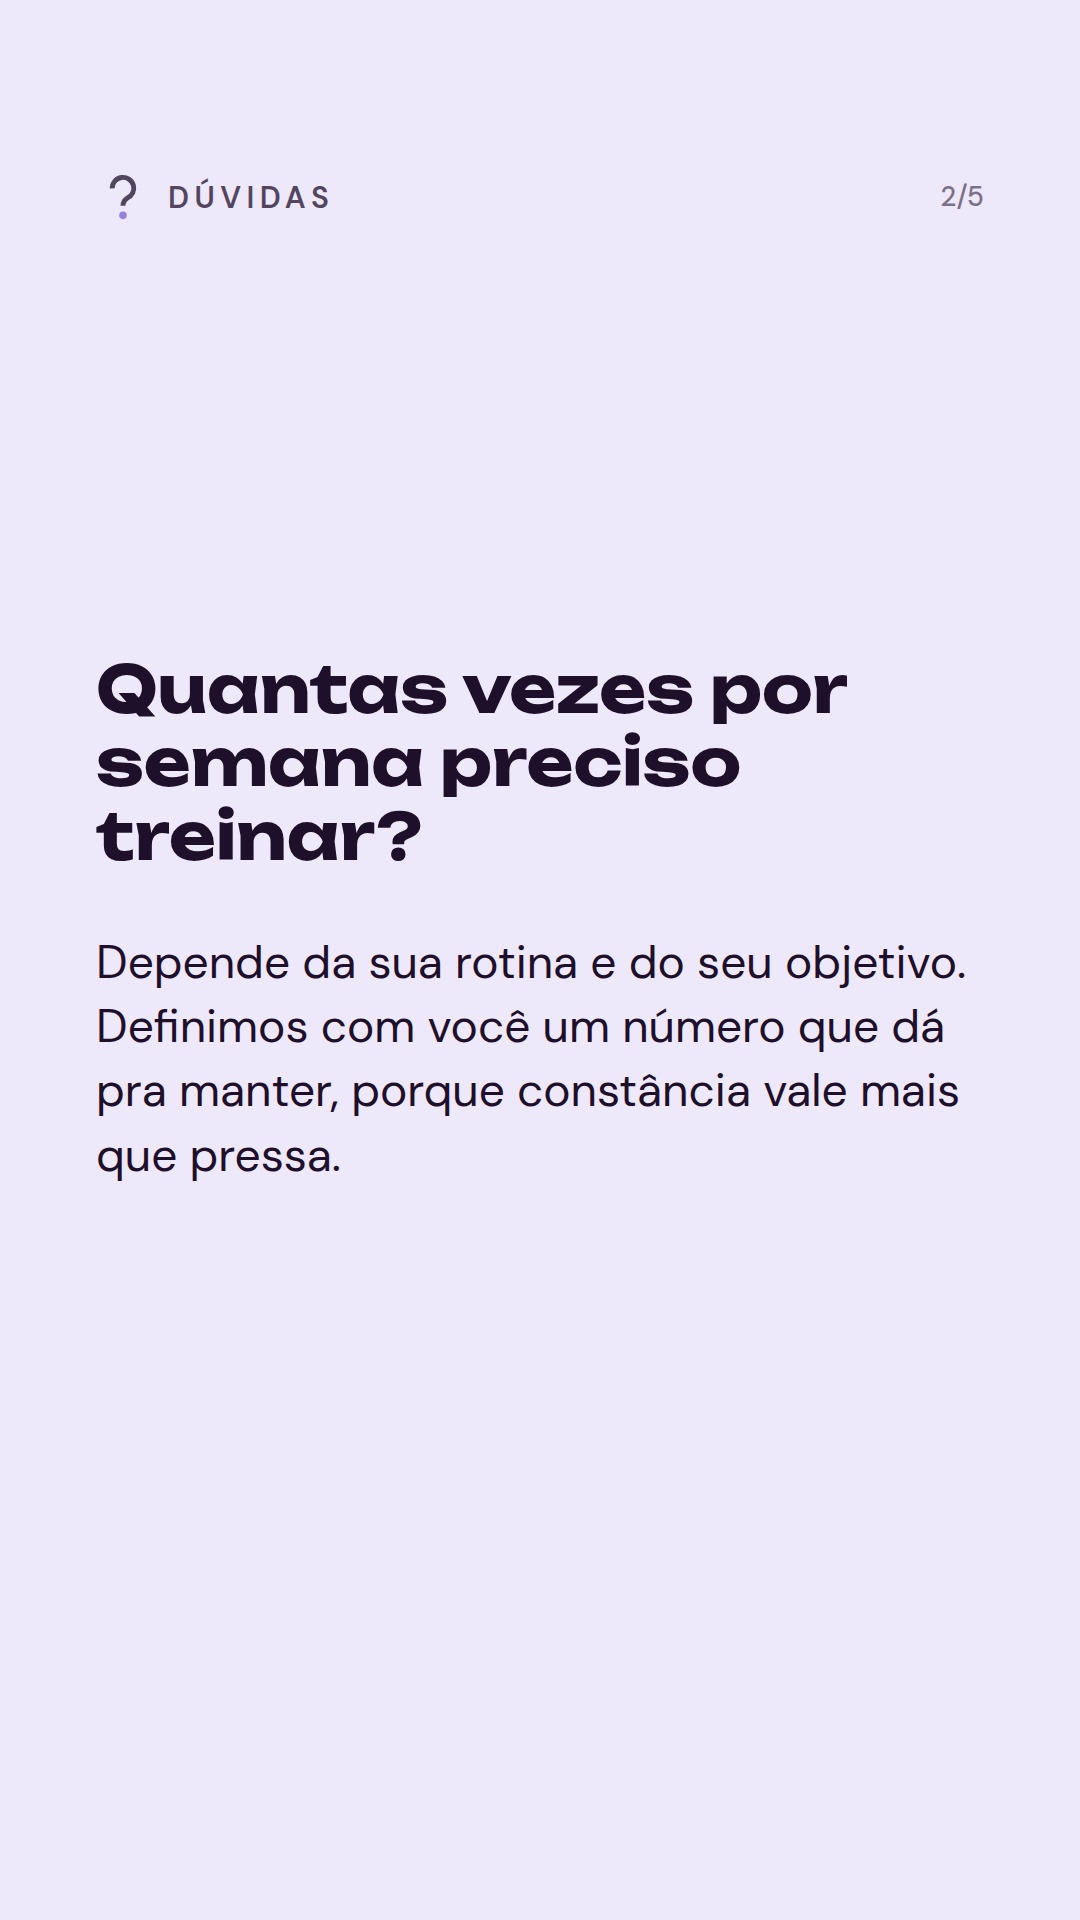 ? DÚVIDAS
2/5
Quantas vezes por
semana preciso
treinar?
Depende da sua rotina e do seu objetivo.
Definimos com você um número que dá
pra manter, porque constância vale mais
que pressa.